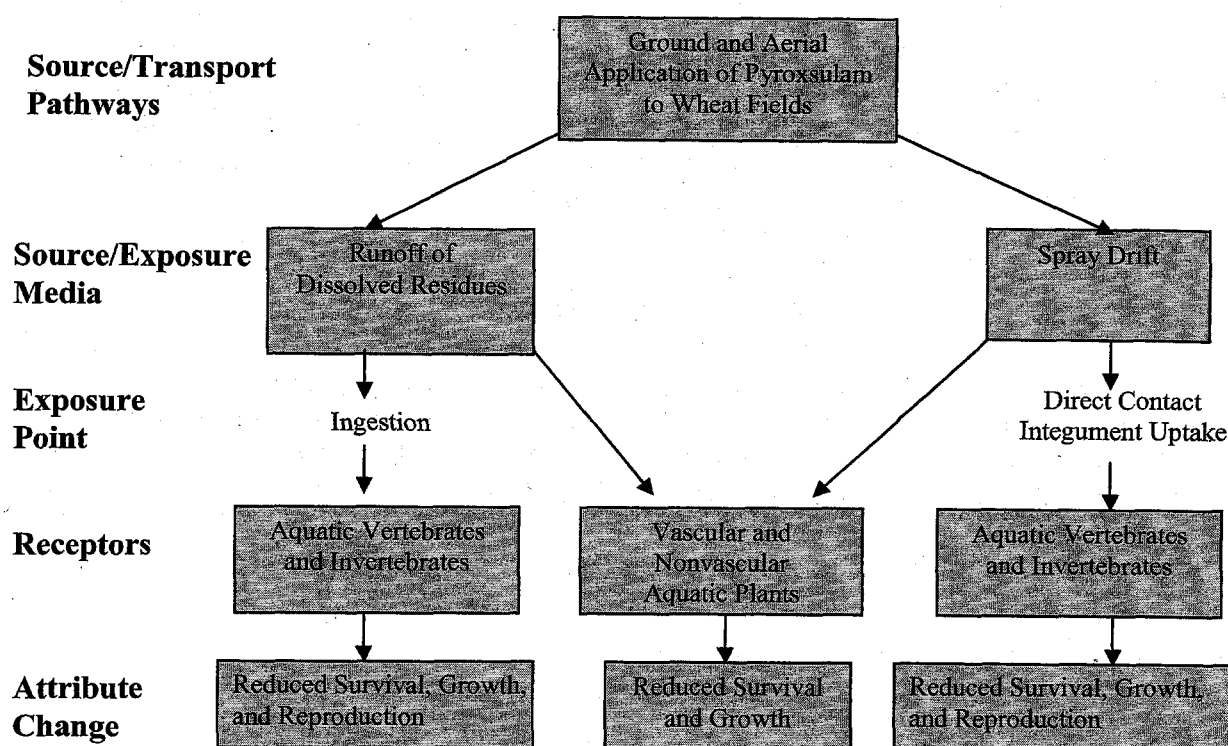 Source/Transport
Pathways
Ground and Aerial
Application of Pyroxsulam
to Wheat Fields
Source/Exposure
Media
Runoff of
Dissolved Residues
Spray Drift
Exposure
Point
Ingestion
Direct Contact
Integument Uptake
Receptors
Aquatic Vertebrates
and Invertebrates
Vascular and
Nonvascular
Aquatic Plants
Aquatic Vertebrates
and Invertebrates
Attribute
Change
Reduced Survival, Growth,
and Reproduction
Reduced Survival
and Growth
Reduced Survival, Growth,
and Reproduction